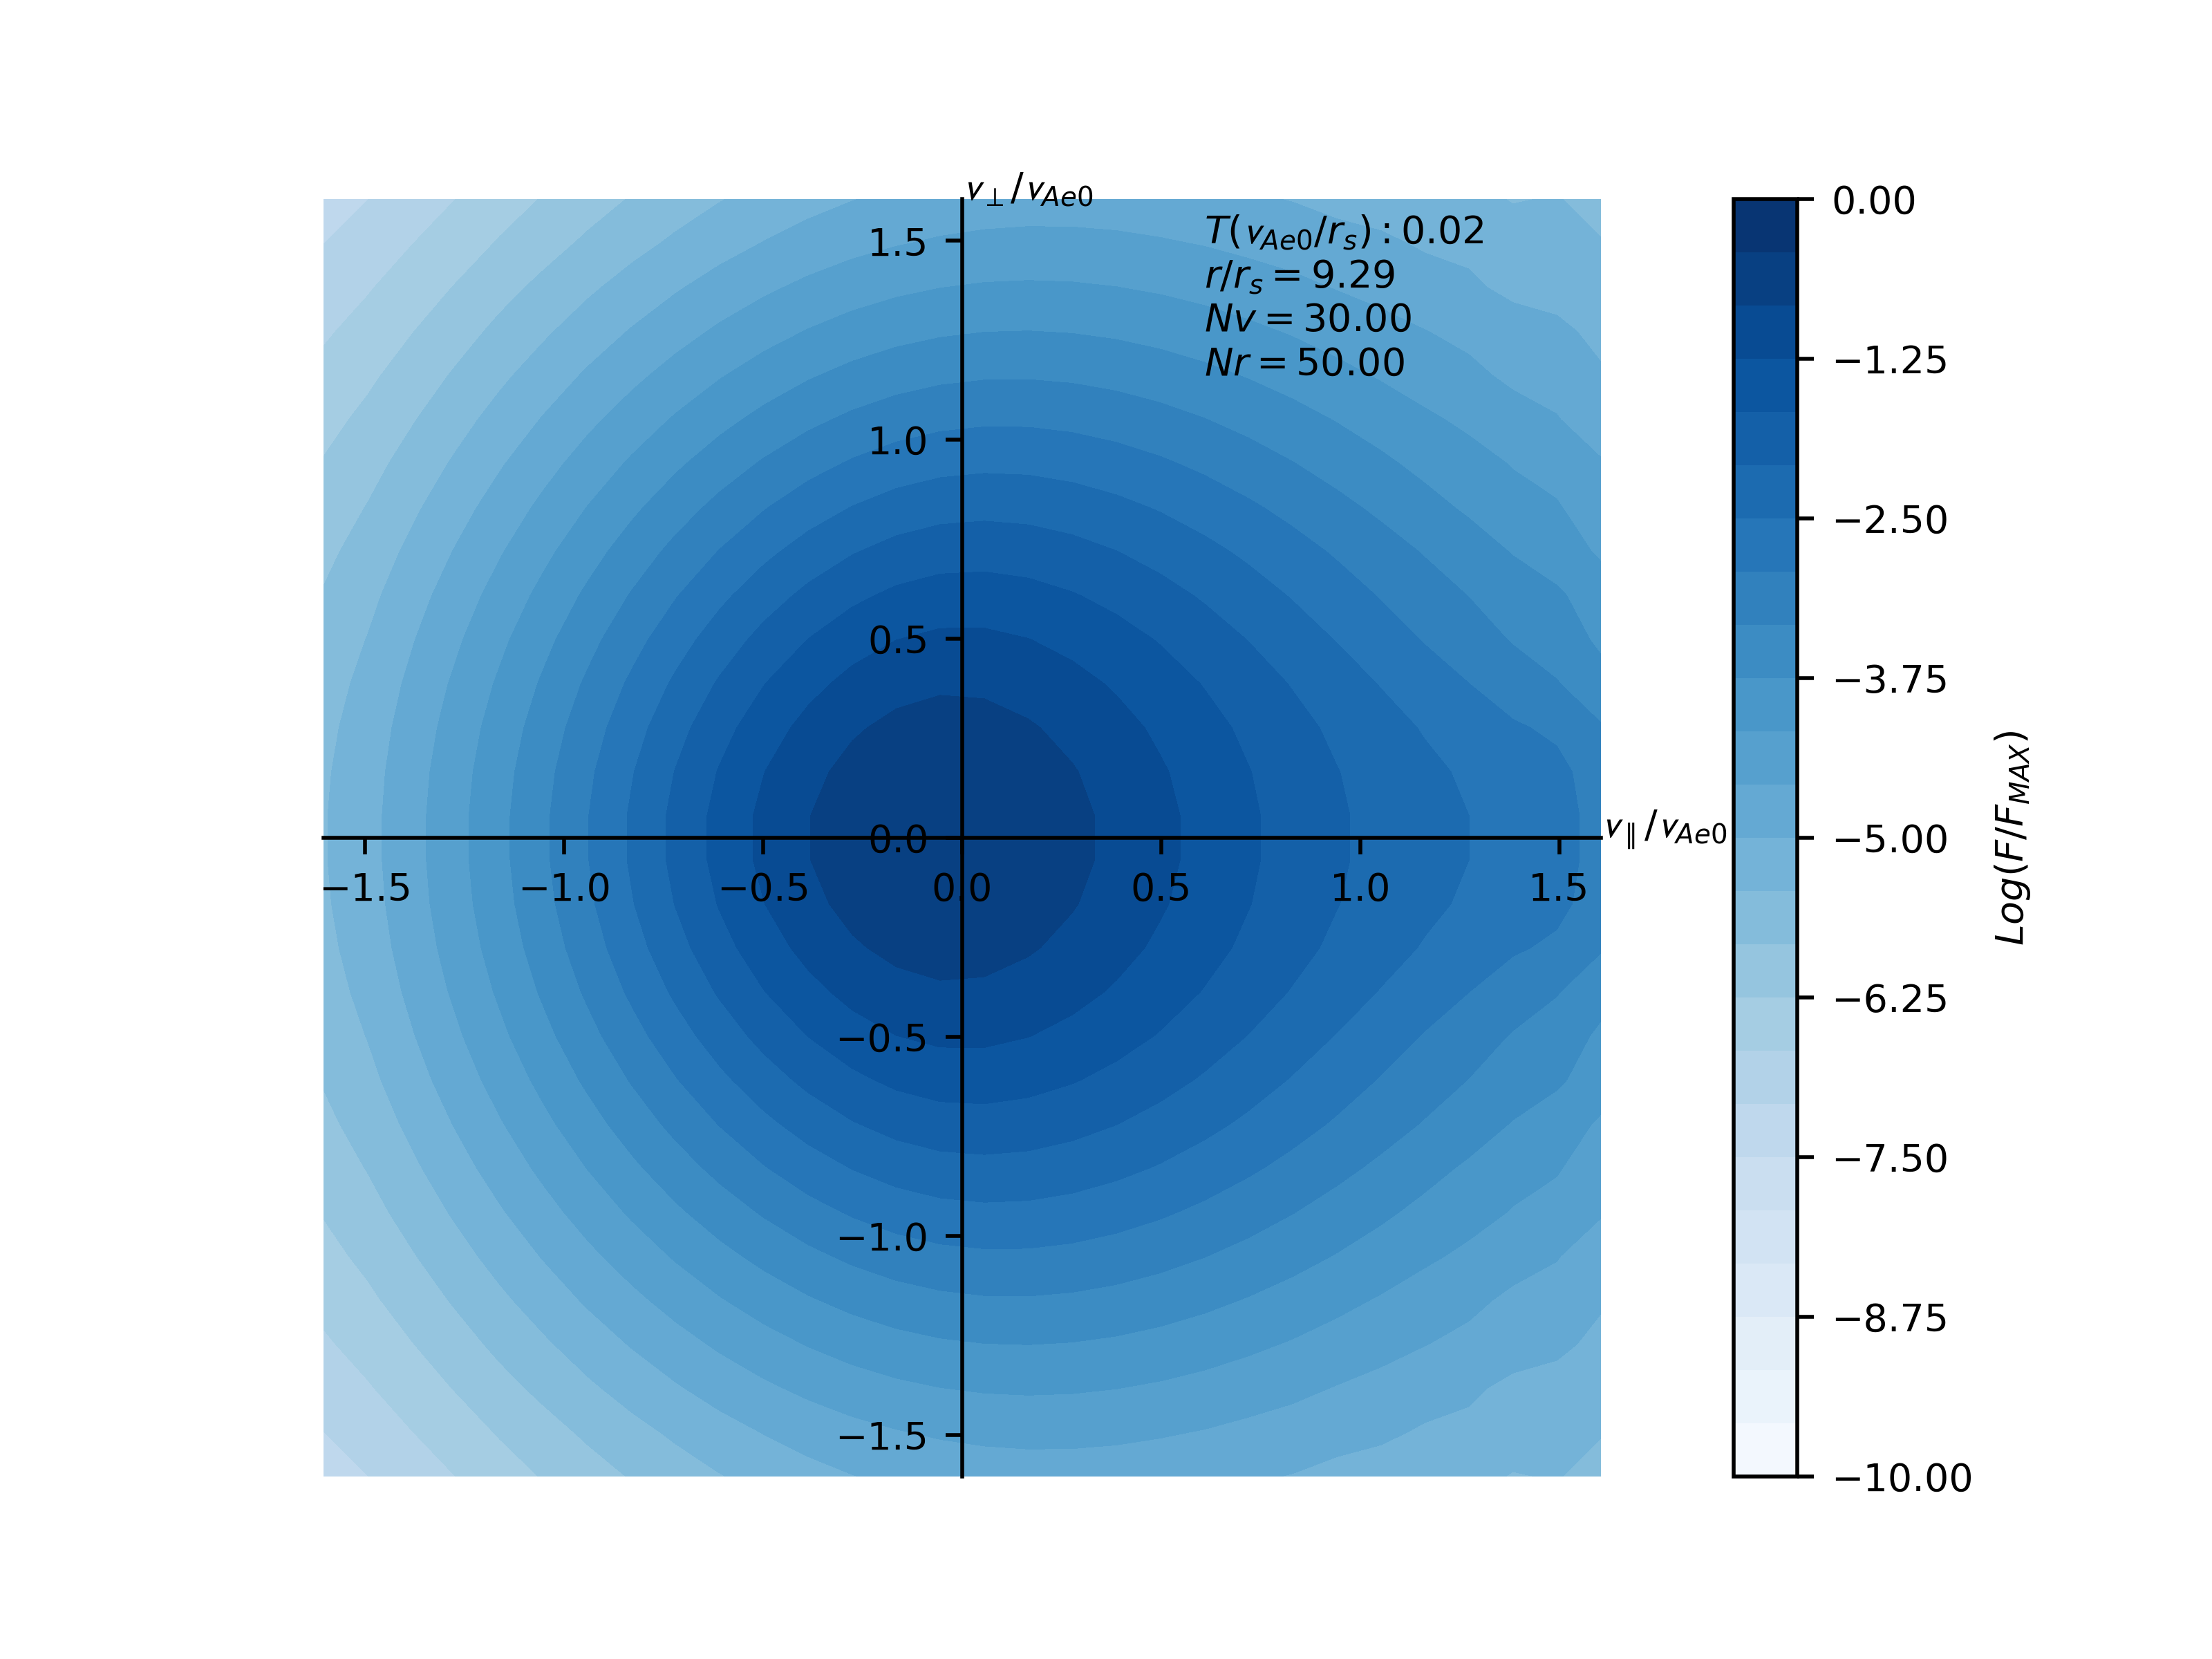 v⊥/vAe0
T(vAe0/rs) : 0.02
r/rs = 9.29
Nv = 30.00
Nr = 50.00
1.5
1.0
0.5
0.0
−0.5
−1.0
−1.5
−1.5 −1.0 −0.5 0.0 0.5 1.0 1.5
v∥/vAe0
0.00
−1.25
−2.50
−3.75
−5.00
−6.25
−7.50
−8.75
−10.00
Log(F/FMAX)